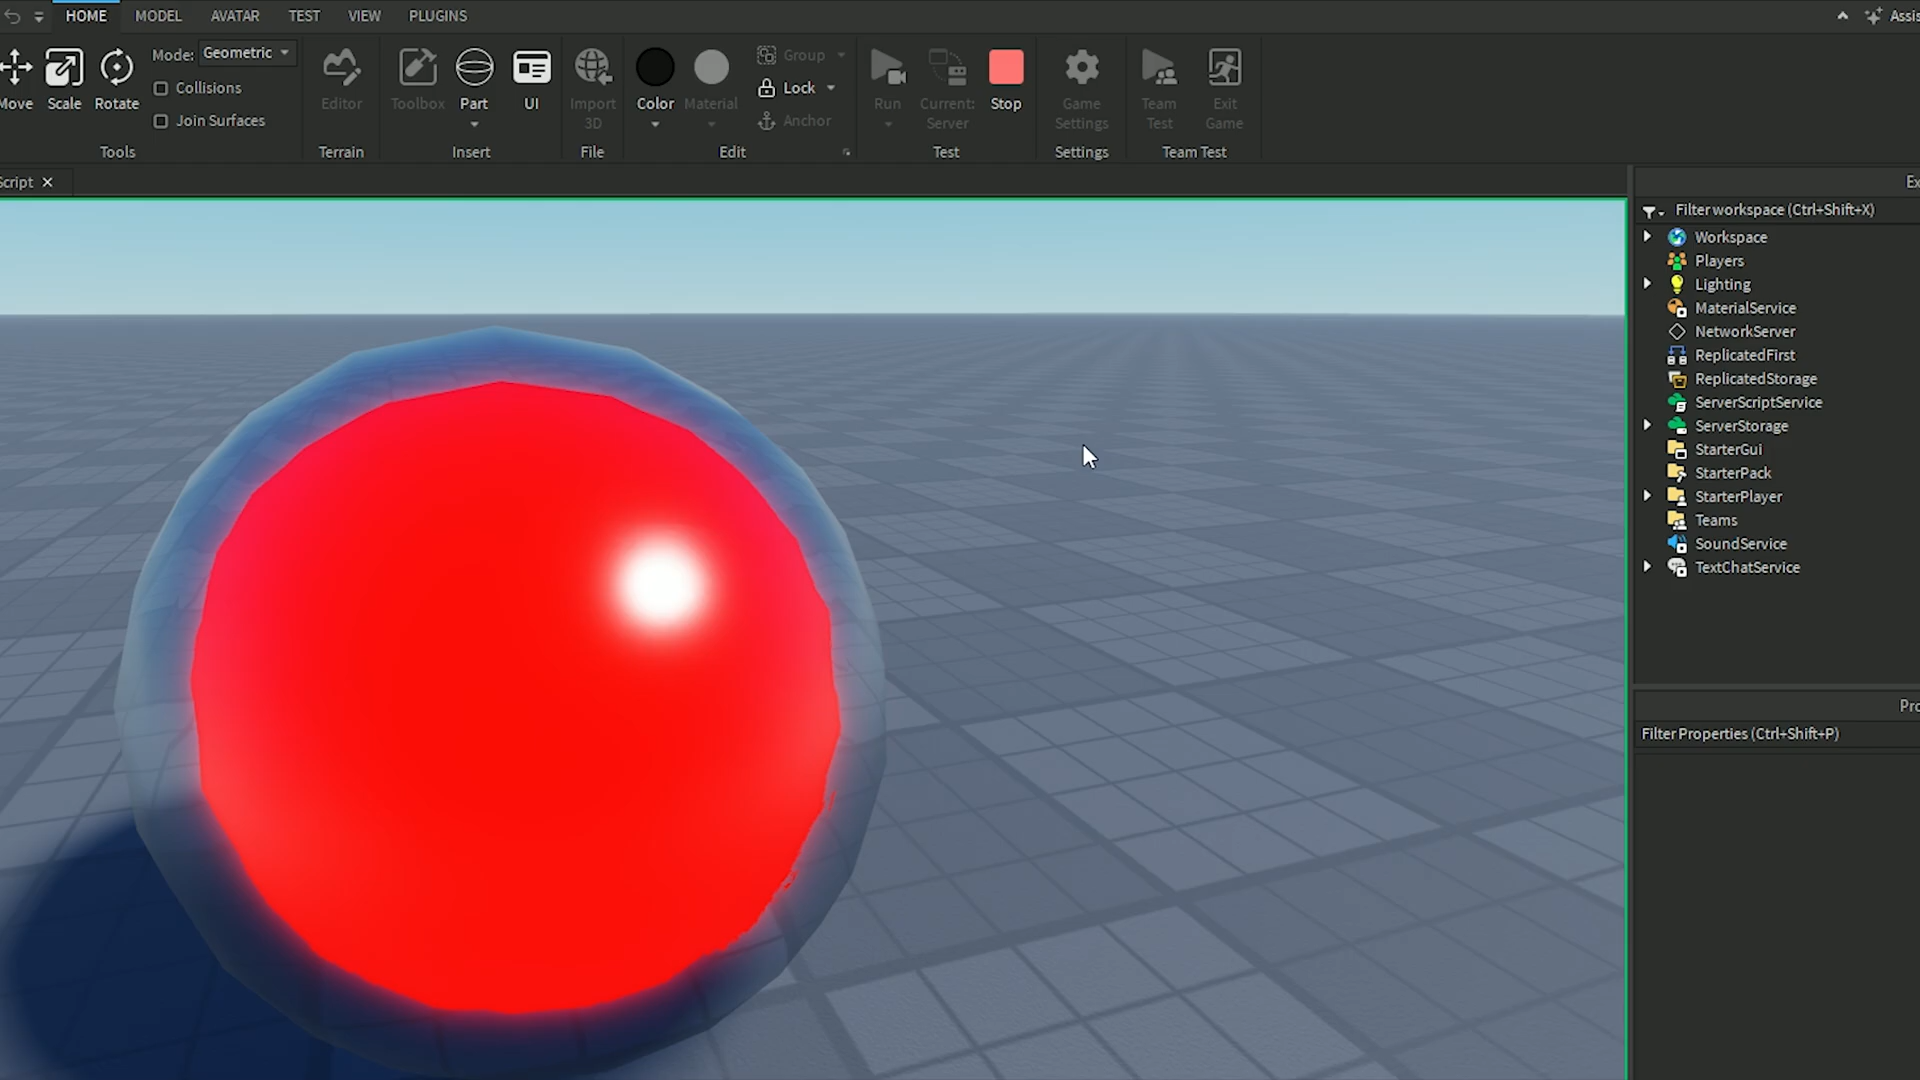 HOME MODEL AVATAR TEST VIEW PLUGINS Assis
Move Scale Rotate
Mode: Geometric
Collisions
Join Surfaces
Tools
Editor
Terrain
Toolbox Part UI
Insert
Import
3D
File
Color Material
Group
Lock
Anchor
Edit
Run Current:
Server
Stop
Test
Game
Settings
Settings
Team
Test
Exit
Game
Team Test
Script
Ex
Filter workspace (Ctrl+Shift+X)
Workspace
Players
Lighting
MaterialService
NetworkServer
ReplicatedFirst
ReplicatedStorage
ServerScriptService
ServerStorage
StarterGui
StarterPack
StarterPlayer
Teams
SoundService
TextChatService
Pro
Filter Properties (Ctrl+Shift+P)